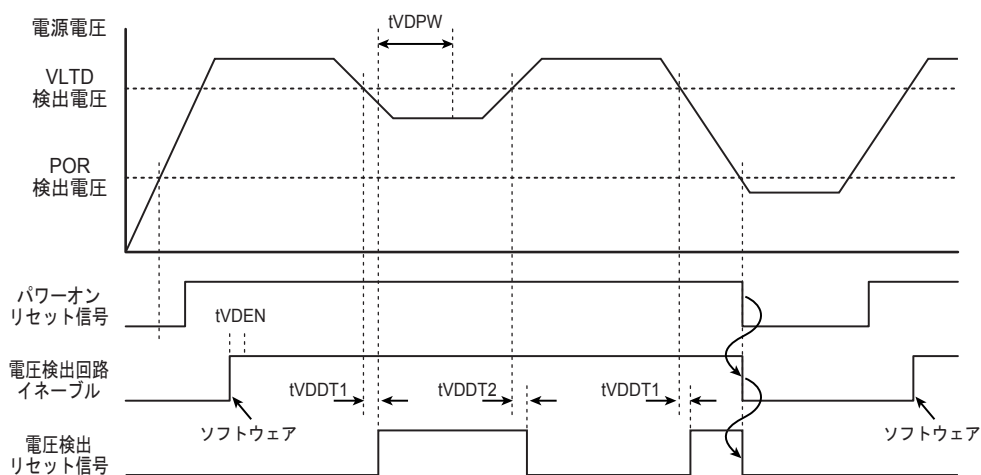 電源電圧
tVDPW
VLTD
検出電圧
POR
検出電圧
パワーオン
リセット信号
tVDEN
電圧検出回路
イネーブル
tVDDT1
tVDDT2
tVDDT1
ソフトウェア
ソフトウェア
電圧検出
リセット信号